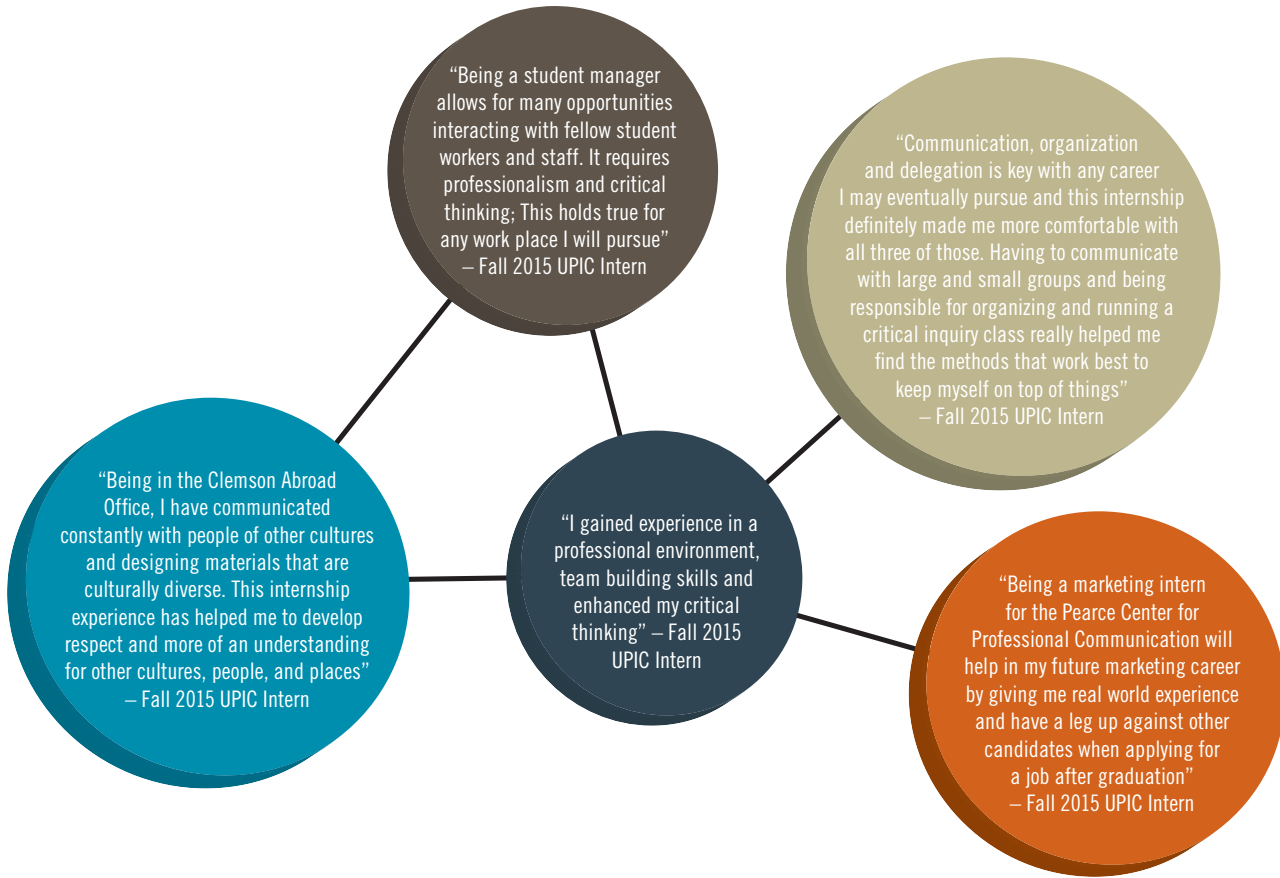 “Being a student manager
allows for many opportunities
interacting with fellow student
workers and staff. It requires
professionalism and critical
thinking; This holds true for
any work place I will pursue”
– Fall 2015 UPIC Intern
“Communication, organization
and delegation is key with any career
I may eventually pursue and this internship
definitely made me more comfortable with
all three of those. Having to communicate
with large and small groups and being
responsible for organizing and running a
critical inquiry class really helped me
find the methods that work best to
keep myself on top of things”
– Fall 2015 UPIC Intern
“Being in the Clemson Abroad
Office, I have communicated
constantly with people of other cultures
and designing materials that are
culturally diverse. This internship
experience has helped me to develop
respect and more of an understanding
for other cultures, people, and places”
– Fall 2015 UPIC Intern
“I gained experience in a
professional environment,
team building skills and
enhanced my critical
thinking” – Fall 2015
UPIC Intern
“Being a marketing intern
for the Pearce Center for
Professional Communication will
help in my future marketing career
by giving me real world experience
and have a leg up against other
candidates when applying for
a job after graduation”
– Fall 2015 UPIC Intern